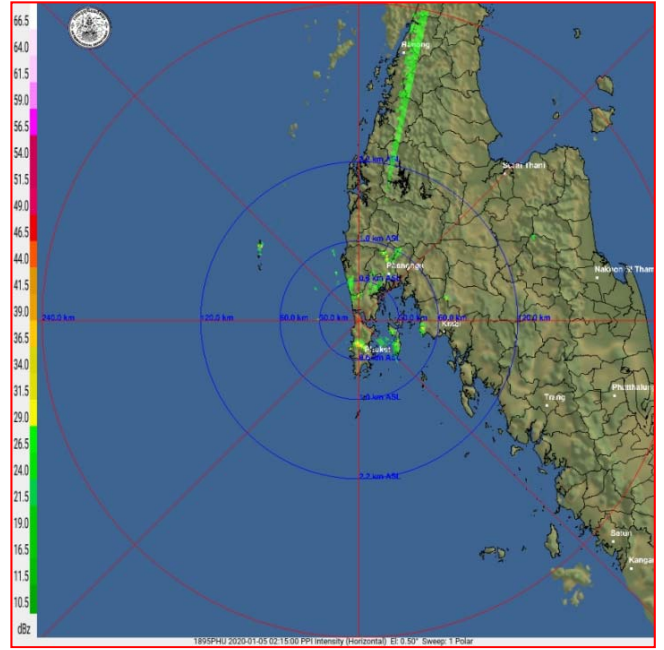 66.5
64.0
61.5
59.0
56.5
54.0
51.5
49.0
46.5
44.0
41.5
39.0
36.5
34.0
31.5
29.0
26.5
24.0
21.5
19.0
16.5
11.5
10.5
dBz
Ranong
Surat Thani
Nakhon Si Tham
Phangnga
240.0 km
120.0 km
60.0 km
30.0 km
30.0 km
60.0 km
120.0 km
Krabi
Phuket
Phatthalung
Trang
2.2 km ASL
Satun
Kangar
1895PHU 2020-01-05 02:15:00 PPI Intensity (Horizontal) El: 0.50° Sweep: 1 Polar